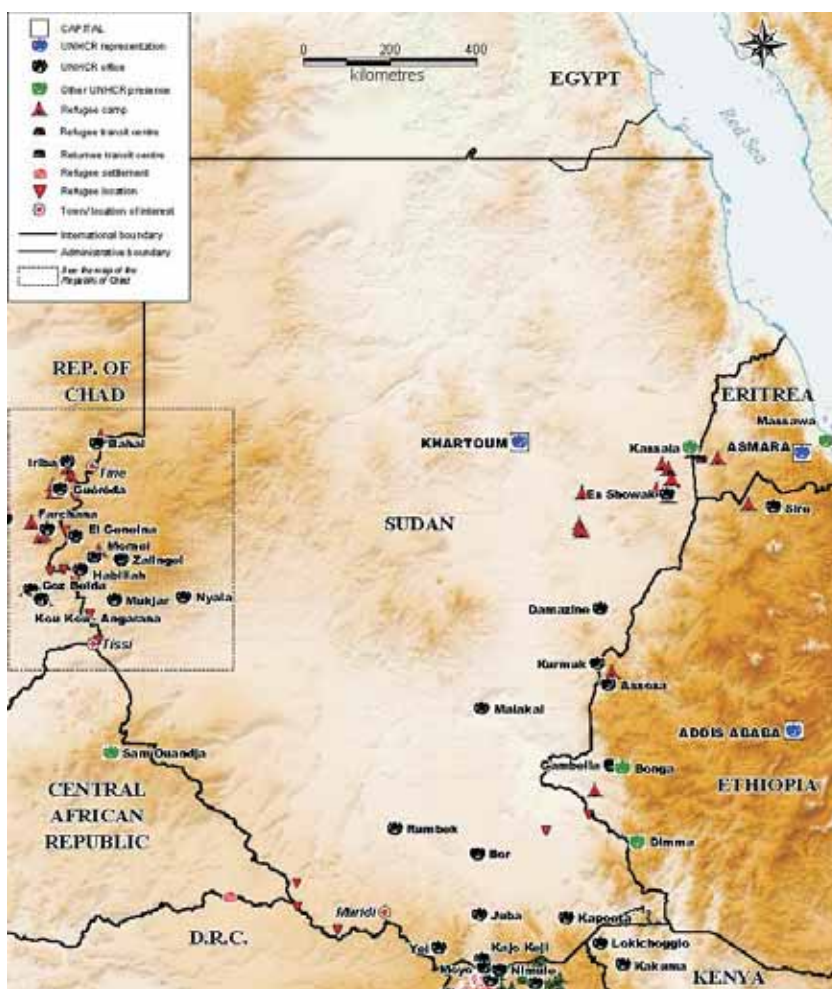 CAPITAL
UNHCR representation
UNHCR office
Other UNHCR presence
Refugee camp
Refugee transit centre
Returnee transit centre
Refugee settlement
Refugee location
Town/location of interest
International boundary
Administrative boundary
See the map of the
Republic of Chad
0 200 400
kilometres
EGYPT
Red Sea
REP. OF
CHAD
ERITREA
Massawa
KHARTOUM
Kassala
ASMARA
Bahai
Iriba
Tine
Guéréda
Es Showak
Sire
SUDAN
Farchana
El Geneina
Mornei
Zalingei
Habillah
Goz Beida
Mukjar
Nyala
Damazine
Kou Kou- Angarana
Tissi
Kurmuk
Assosa
Malakal
ADDIS ABABA
Sam Ouandja
Gambella
Bonga
ETHIOPIA
CENTRAL
AFRICAN
REPUBLIC
Rumbek
Bor
Dimma
Maridi
Juba
Kapoeta
D.R.C.
Yei
Kajo Keji
Lokichoggio
Moyo
Nimule
Kakuma
KENYA